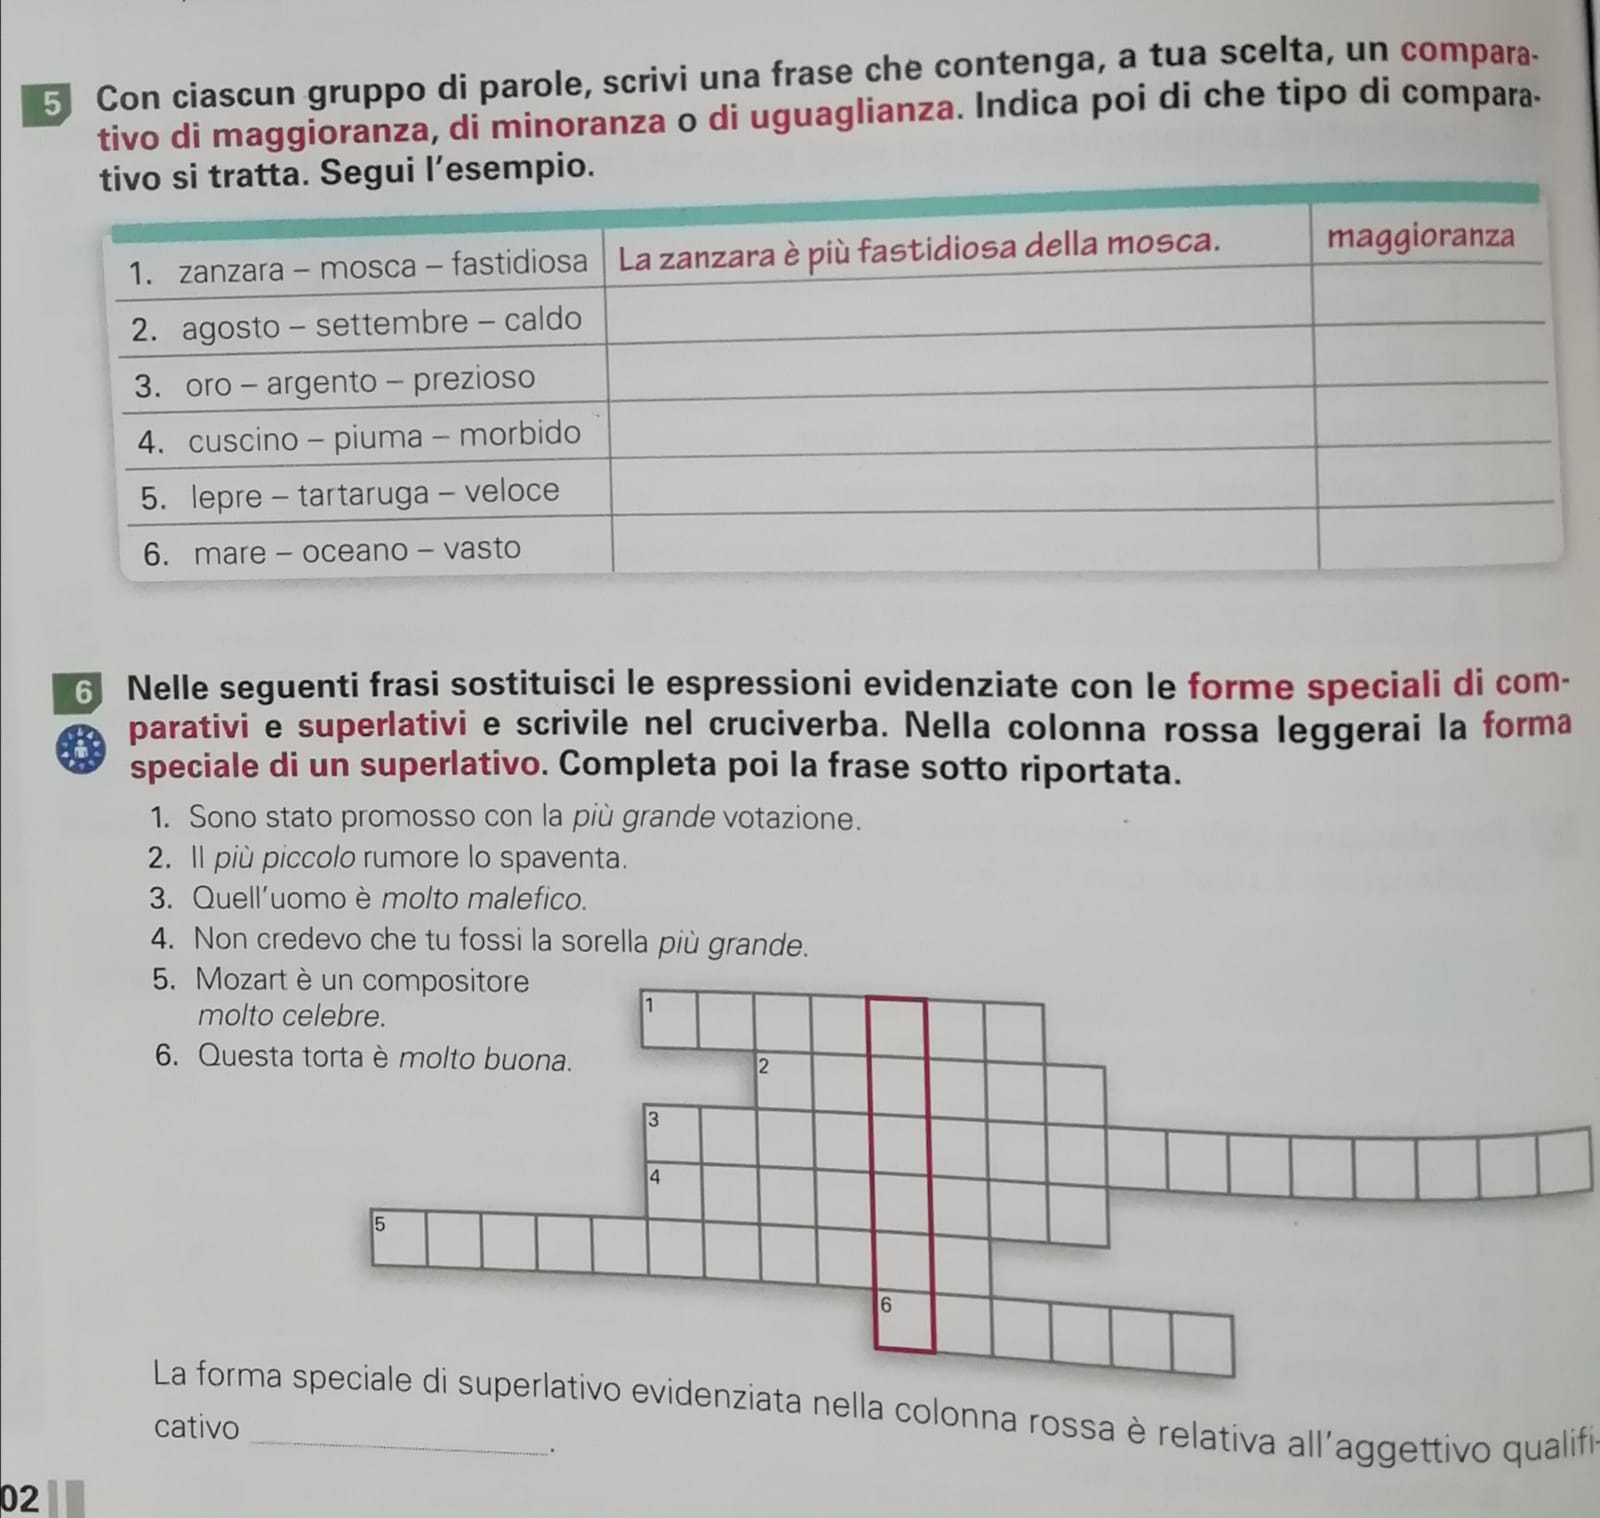 5 Con ciascun gruppo di parole, scrivi una frase che contenga, a tua scelta, un compara-
tivo di maggioranza, di minoranza o di uguaglianza. Indica poi di che tipo di compara-
tivo si tratta. Segui l'esempio.
1. zanzara – mosca – fastidiosa La zanzara è più fastidiosa della mosca. maggioranza
2. agosto – settembre – caldo
3. oro – argento – prezioso
4. cuscino – piuma – morbido
5. lepre – tartaruga – veloce
6. mare – oceano – vasto
6 Nelle seguenti frasi sostituisci le espressioni evidenziate con le forme speciali di com-
parativi e superlativi e scrivile nel cruciverba. Nella colonna rossa leggerai la forma
speciale di un superlativo. Completa poi la frase sotto riportata.
1. Sono stato promosso con la più grande votazione.
2. Il più piccolo rumore lo spaventa.
3. Quell'uomo è molto malefico.
4. Non credevo che tu fossi la sorella più grande.
5. Mozart è un compositore
molto celebre.
6. Questa torta è molto buona.
1
2
3
4
5
6
La forma speciale di superlativo evidenziata nella colonna rossa è relativa all'aggettivo qualifi-
cativo .
02